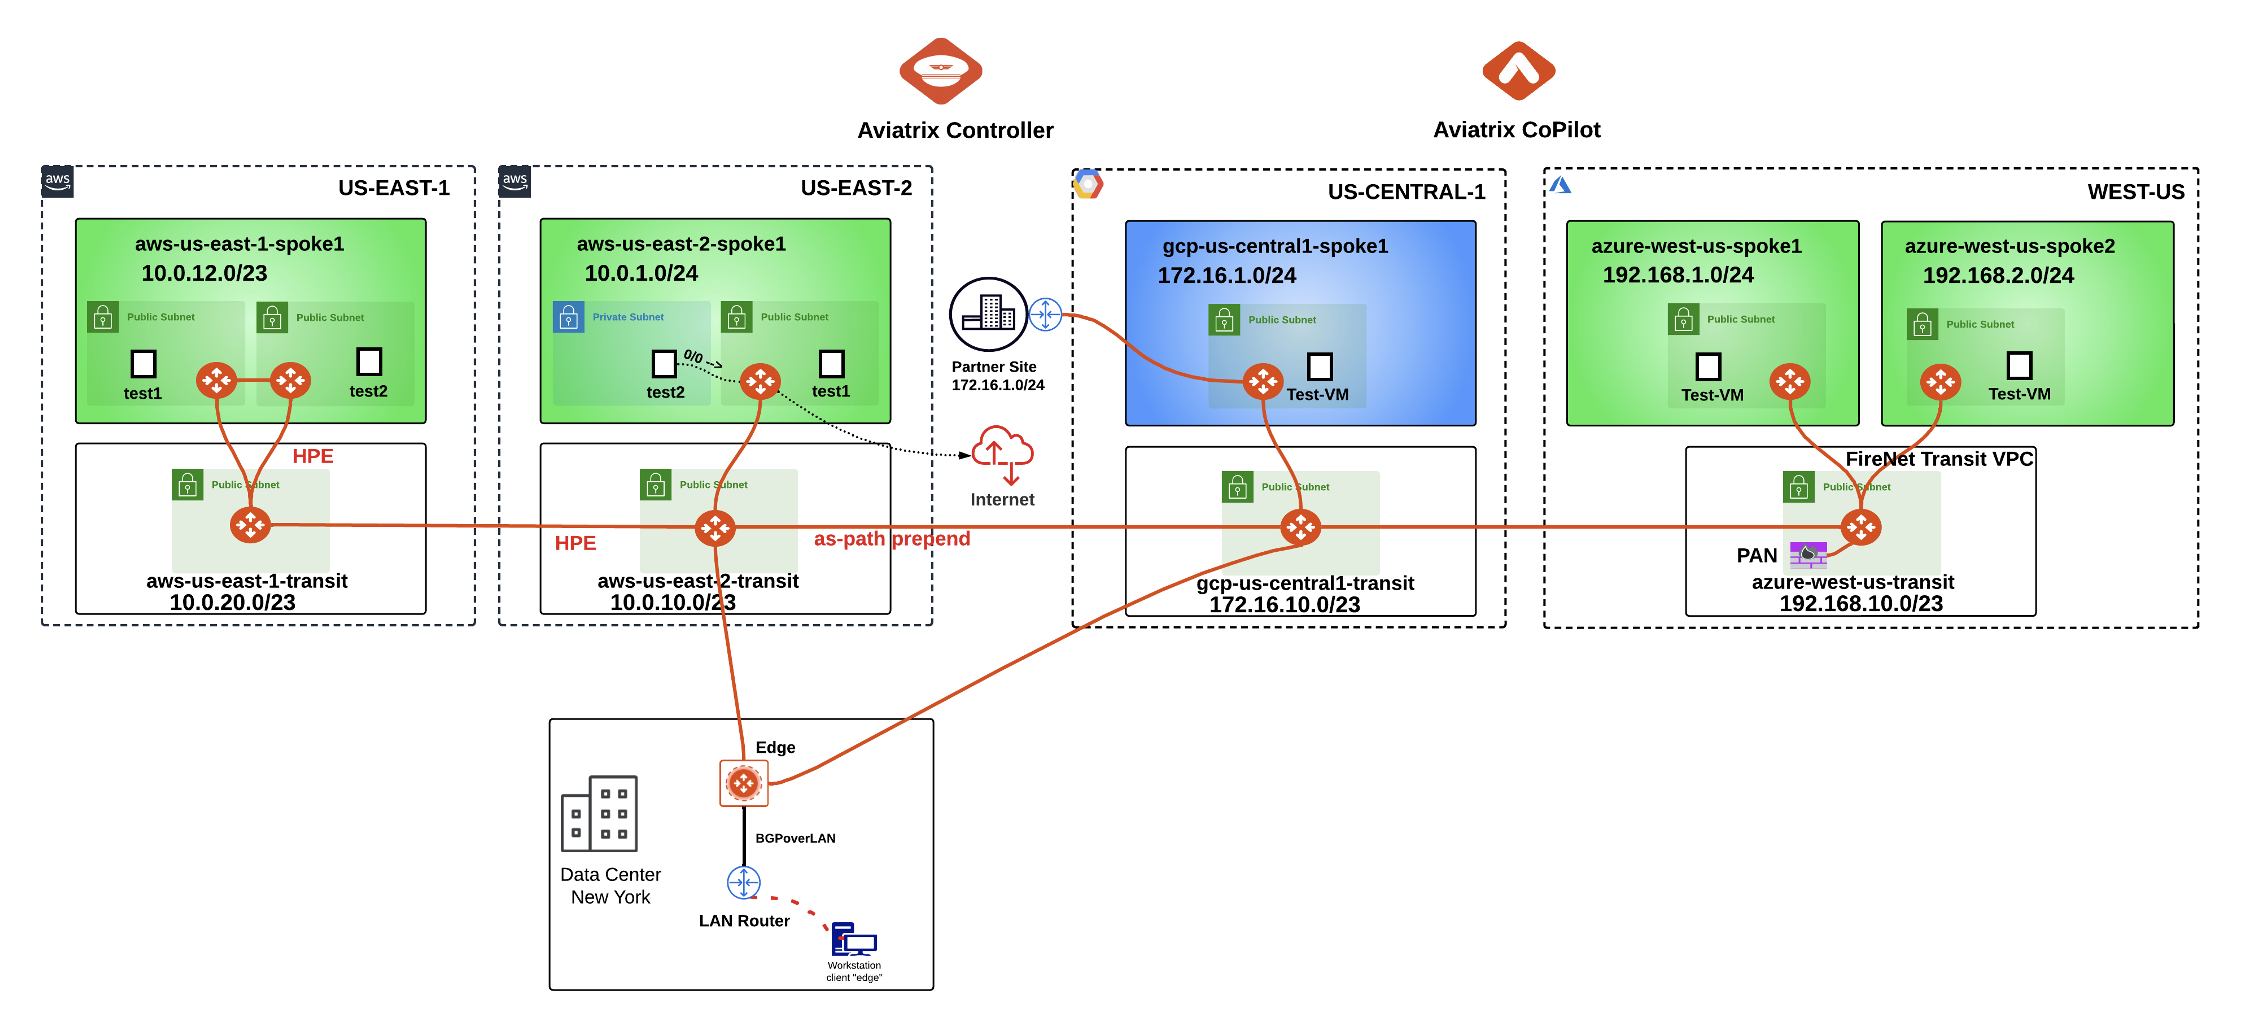 Aviatrix Controller
Aviatrix CoPilot
aws
US-EAST-1
aws-us-east-1-spoke1
10.0.12.0/23
Public Subnet
Public Subnet
test1
test2
HPE
Public Subnet
aws-us-east-1-transit
10.0.20.0/23
aws
US-EAST-2
aws-us-east-2-spoke1
10.0.1.0/24
Private Subnet
Public Subnet
0/0
test2
test1
Public Subnet
HPE
as-path prepend
aws-us-east-2-transit
10.0.10.0/23
Partner Site
172.16.1.0/24
Internet
US-CENTRAL-1
gcp-us-central1-spoke1
172.16.1.0/24
Public Subnet
Test-VM
Public Subnet
gcp-us-central1-transit
172.16.10.0/23
WEST-US
azure-west-us-spoke1
192.168.1.0/24
Public Subnet
Test-VM
azure-west-us-spoke2
192.168.2.0/24
Public Subnet
Test-VM
FireNet Transit VPC
Public Subnet
PAN
azure-west-us-transit
192.168.10.0/23
Edge
BGPoverLAN
Data Center
New York
LAN Router
Workstation
client "edge"